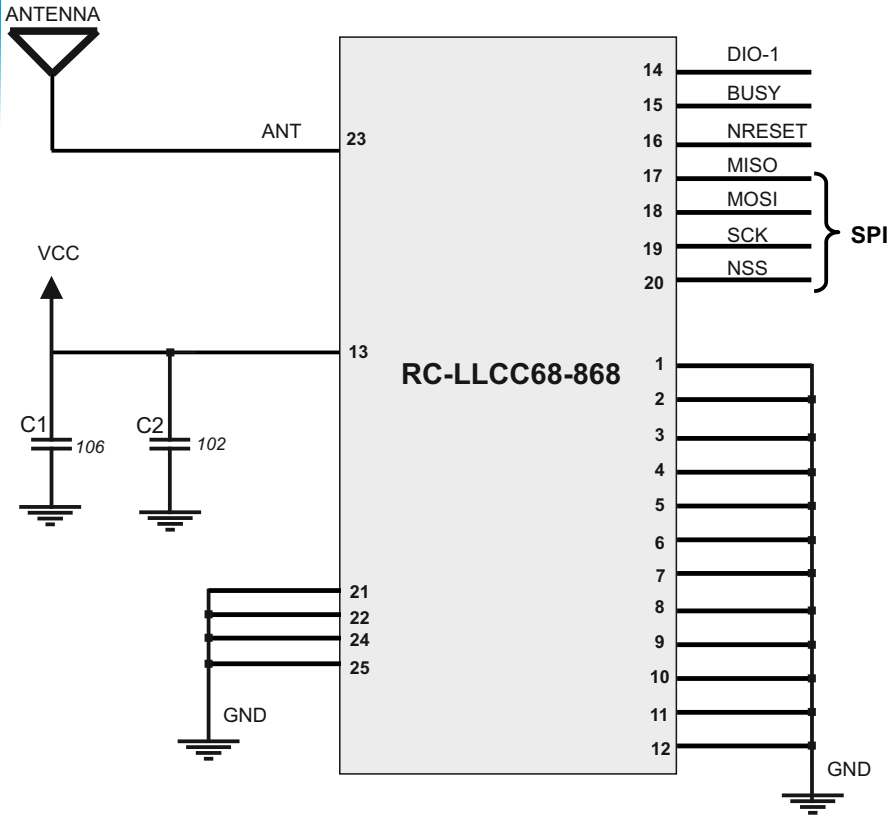 ANTENNA
ANT
23
VCC
13
C1
106
C2
102
21
22
24
25
GND
RC-LLCC68-868
14
DIO-1
15
BUSY
16
NRESET
17
MISO
18
MOSI
19
SCK
20
NSS
SPI
1
2
3
4
5
6
7
8
9
10
11
12
GND